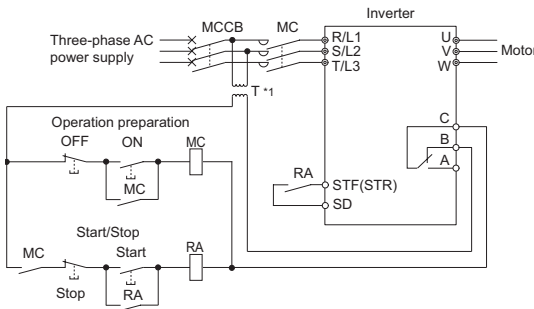 Inverter
MCCB
MC
Three-phase AC
power supply
R/L1
S/L2
T/L3
U
V
W
Motor
T *1
Operation preparation
OFF
ON
MC
MC
C
B
A
RA
STF(STR)
SD
Start/Stop
MC
Start
RA
Stop
RA